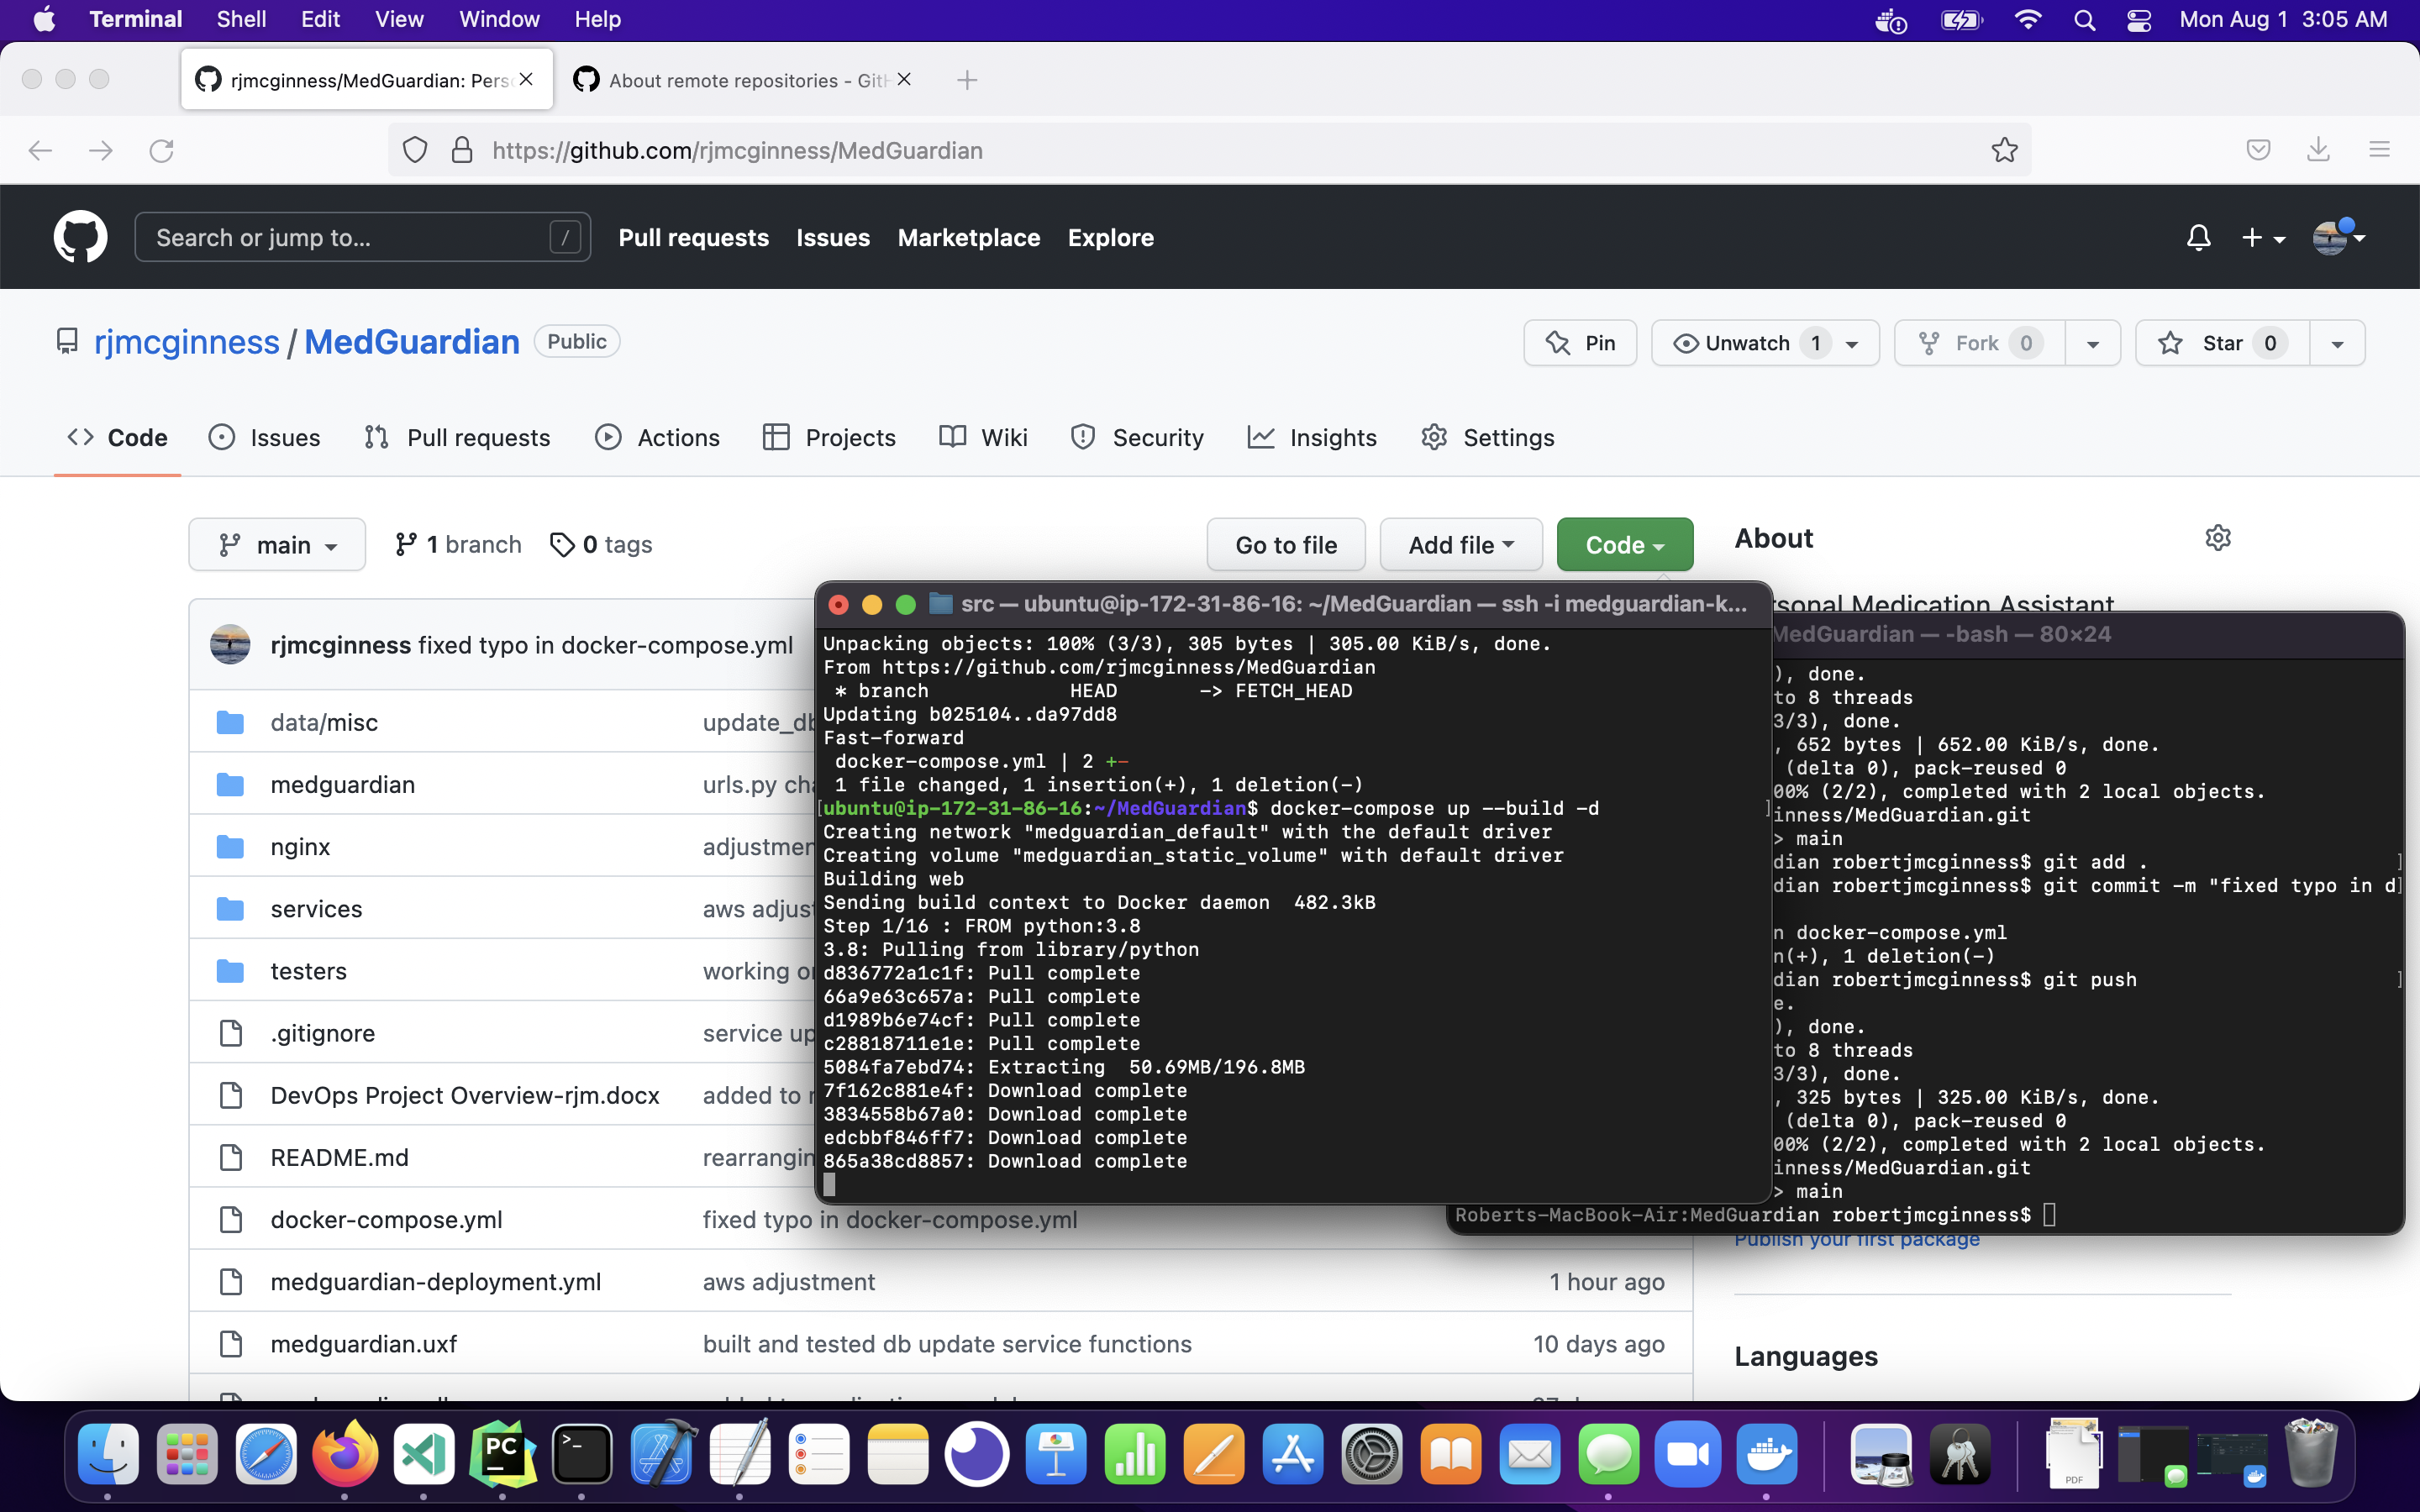 Terminal Shell Edit View Window Help Mon Aug 1 3:05 AM
rjmcginness/MedGuardian: Pers
About remote repositories - GitH
https://github.com/rjmcginness/MedGuardian
Search or jump to... /
Pull requests Issues Marketplace Explore
rjmcginness / MedGuardian Public
Pin
Unwatch 1
Fork 0
Star 0
Code Issues Pull requests Actions Projects Wiki Security Insights Settings
main 1 branch 0 tags
Go to file Add file Code
About
rsonal Medication Assistant
rjmcginness fixed typo in docker-compose.yml
data/misc update_db
medguardian urls.py cha
nginx adjustmen
services aws adjust
testers working o
.gitignore service up
DevOps Project Overview-rjm.docx added to
README.md rearrangin
docker-compose.yml fixed typo in docker-compose.yml
medguardian-deployment.yml aws adjustment 1 hour ago
medguardian.uxf built and tested db update service functions 10 days ago
src — ubuntu@ip-172-31-86-16: ~/MedGuardian — ssh -i medguardian-k...
Unpacking objects: 100% (3/3), 305 bytes | 305.00 KiB/s, done.
From https://github.com/rjmcginness/MedGuardian
* branch HEAD -> FETCH_HEAD
Updating b025104..da97dd8
Fast-forward
docker-compose.yml | 2 +-
1 file changed, 1 insertion(+), 1 deletion(-)
[ubuntu@ip-172-31-86-16:~/MedGuardian$ docker-compose up --build -d ]
Creating network "medguardian_default" with the default driver
Creating volume "medguardian_static_volume" with default driver
Building web
Sending build context to Docker daemon 482.3kB
Step 1/16 : FROM python:3.8
3.8: Pulling from library/python
d836772a1c1f: Pull complete
66a9e63c657a: Pull complete
d1989b6e74cf: Pull complete
c28818711e1e: Pull complete
5084fa7ebd74: Extracting 50.69MB/196.8MB
7f162c881e4f: Download complete
3834558b67a0: Download complete
edcbbf846ff7: Download complete
865a38cd8857: Download complete
MedGuardian — -bash — 80×24
), done.
to 8 threads
3/3), done.
, 652 bytes | 652.00 KiB/s, done.
(delta 0), pack-reused 0
00% (2/2), completed with 2 local objects.
inness/MedGuardian.git
> main
dian robertjmcginness$ git add . ]
dian robertjmcginness$ git commit -m "fixed typo in d]
n docker-compose.yml
n(+), 1 deletion(-)
dian robertjmcginness$ git push ]
e.
), done.
to 8 threads
3/3), done.
, 325 bytes | 325.00 KiB/s, done.
(delta 0), pack-reused 0
00% (2/2), completed with 2 local objects.
inness/MedGuardian.git
> main
Roberts-MacBook-Air:MedGuardian robertjmcginness$
Publish your first package
Languages
PC
PDF